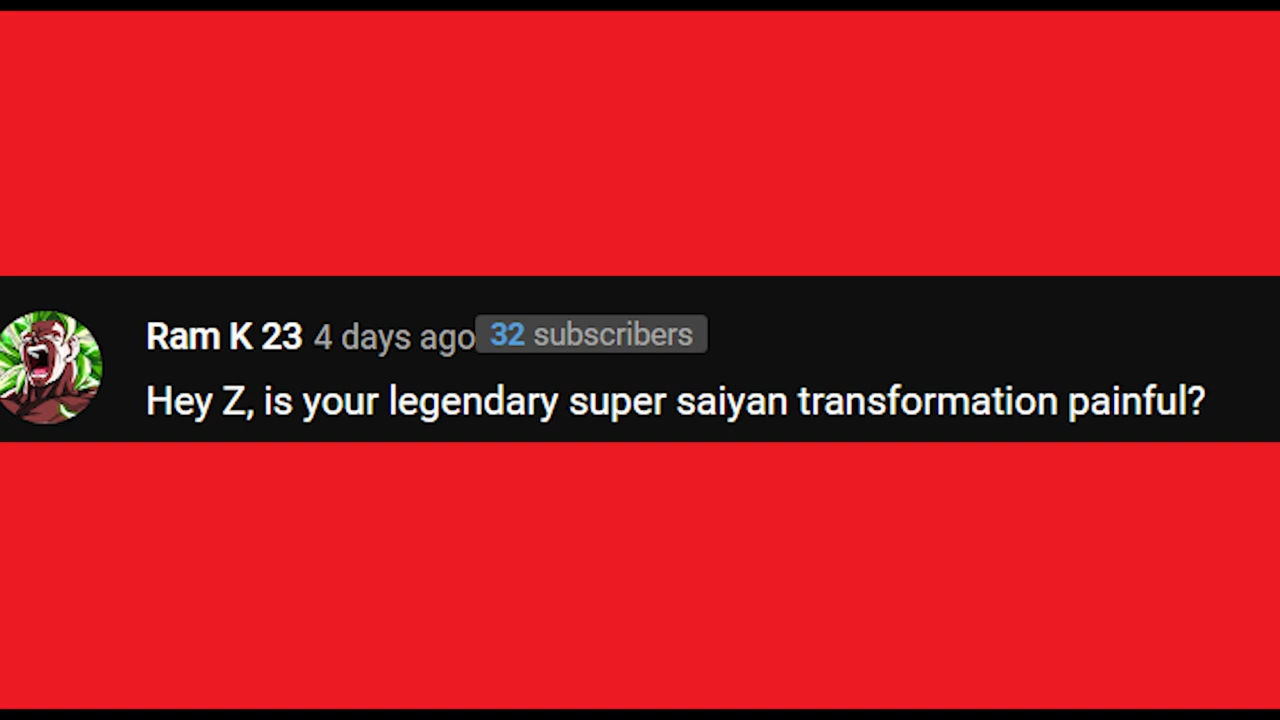 Ram K 23 4 days ago 32 subscribers
Hey Z, is your legendary super saiyan transformation painful?